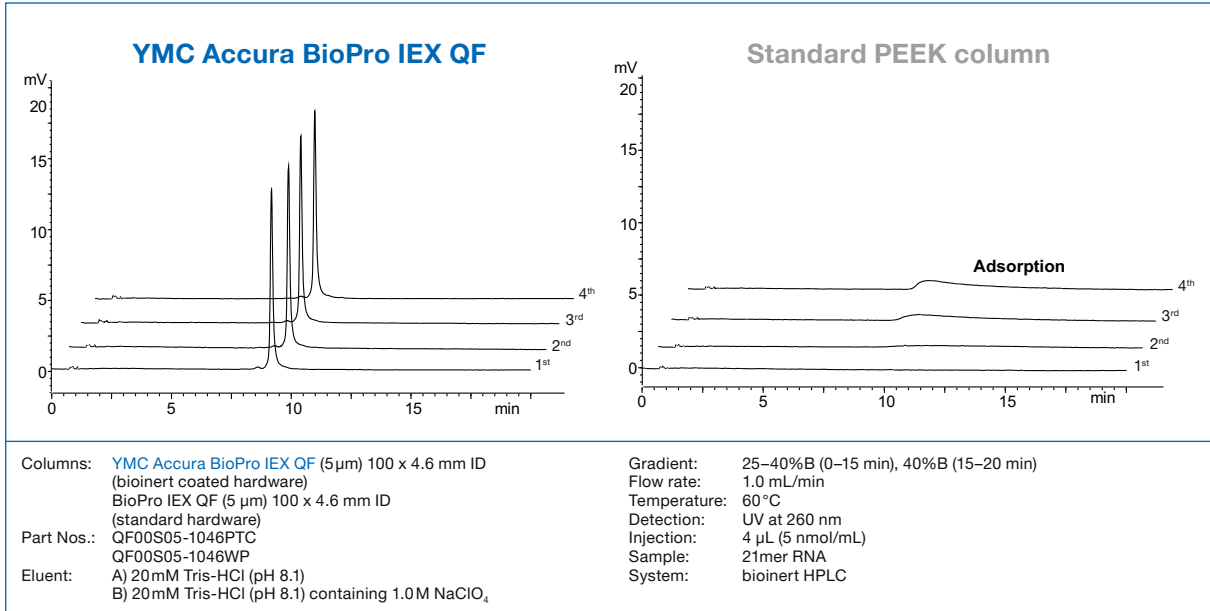 YMC Accura BioPro IEX QF
mV
20
15
10
5
0
4th
3rd
2nd
1st
0 5 10 15 min
Standard PEEK column
mV
20
15
10
5
0
Adsorption
4th
3rd
2nd
1st
0 5 10 15 min
Columns: YMC Accura BioPro IEX QF (5 µm) 100 x 4.6 mm ID
(bioinert coated hardware)
BioPro IEX QF (5 µm) 100 x 4.6 mm ID
(standard hardware)
Part Nos.: QF00S05-1046PTC
QF00S05-1046WP
Eluent: A) 20 mM Tris-HCl (pH 8.1)
B) 20 mM Tris-HCl (pH 8.1) containing 1.0 M NaClO₄
Gradient: 25–40%B (0–15 min), 40%B (15–20 min)
Flow rate: 1.0 mL/min
Temperature: 60 °C
Detection: UV at 260 nm
Injection: 4 µL (5 nmol/mL)
Sample: 21mer RNA
System: bioinert HPLC